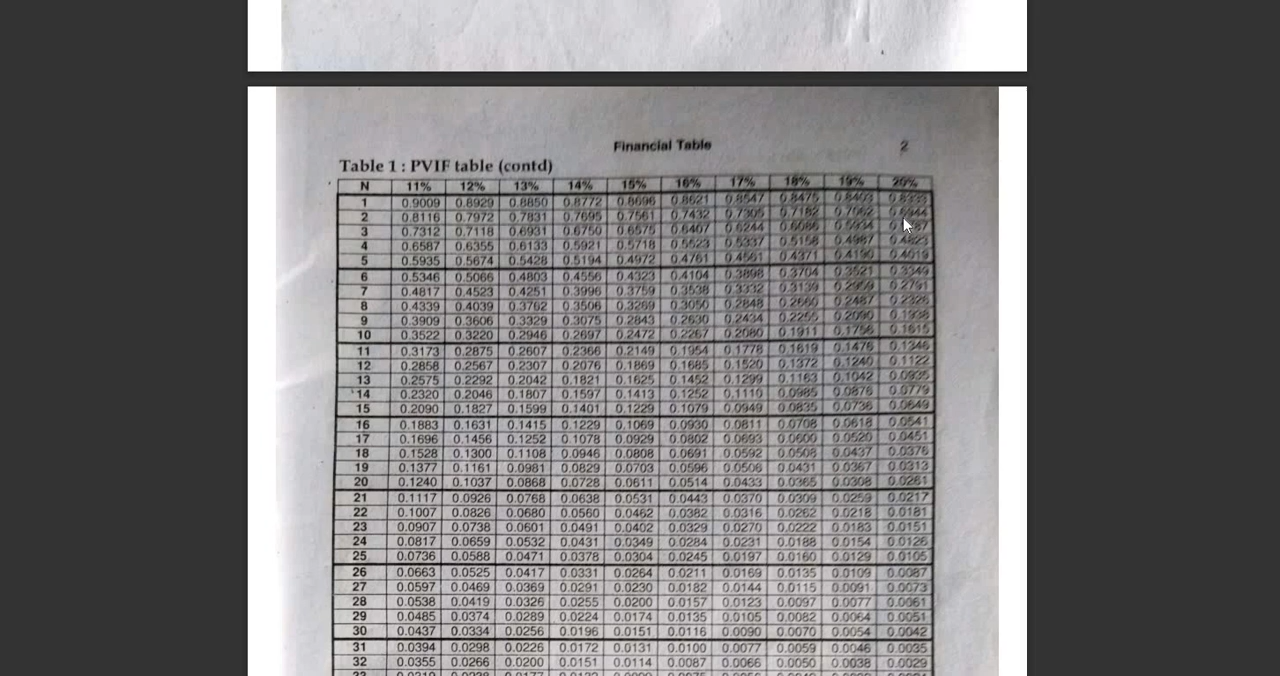 Financial Table 2
Table 1 : PVIF table (contd)
N 11% 12% 13% 14% 15% 16% 17% 18% 19% 20%
1 0.9009 0.8929 0.8850 0.8772 0.8696 0.8621 0.8547 0.8475 0.8403 0.8333
2 0.8116 0.7972 0.7831 0.7695 0.7561 0.7432 0.7305 0.7182 0.7062
3 0.7312 0.7118 0.6931 0.6750 0.6575 0.6407 0.6244 0.6086 0.5934
4 0.6587 0.6355 0.6133 0.5921 0.5718 0.5523 0.5337 0.5158 0.4987 0.4823
5 0.5935 0.5674 0.5428 0.5194 0.4972 0.4761 0.4561 0.4371 0.4190 0.4019
6 0.5346 0.5066 0.4803 0.4556 0.4323 0.4104 0.3898 0.3704 0.3521 0.3349
7 0.4817 0.4523 0.4251 0.3996 0.3759 0.3538 0.3332 0.3139 0.2959 0.2791
8 0.4339 0.4039 0.3762 0.3506 0.3269 0.3050 0.2848 0.2660 0.2487 0.2326
9 0.3909 0.3606 0.3329 0.3075 0.2843 0.2630 0.2434 0.2255 0.2090 0.1938
10 0.3522 0.3220 0.2946 0.2697 0.2472 0.2267 0.2080 0.1911 0.1756 0.1615
11 0.3173 0.2875 0.2607 0.2366 0.2149 0.1954 0.1778 0.1619 0.1476 0.1346
12 0.2858 0.2567 0.2307 0.2076 0.1869 0.1685 0.1520 0.1372 0.1240 0.1122
13 0.2575 0.2292 0.2042 0.1821 0.1625 0.1452 0.1299 0.1163 0.1042 0.0935
14 0.2320 0.2046 0.1807 0.1597 0.1413 0.1252 0.1110 0.0985 0.0876 0.0779
15 0.2090 0.1827 0.1599 0.1401 0.1229 0.1079 0.0949 0.0835 0.0736 0.0649
16 0.1883 0.1631 0.1415 0.1229 0.1069 0.0930 0.0811 0.0708 0.0618 0.0541
17 0.1696 0.1456 0.1252 0.1078 0.0929 0.0802 0.0693 0.0600 0.0520 0.0451
18 0.1528 0.1300 0.1108 0.0946 0.0808 0.0691 0.0592 0.0508 0.0437 0.0376
19 0.1377 0.1161 0.0981 0.0829 0.0703 0.0596 0.0506 0.0431 0.0367 0.0313
20 0.1240 0.1037 0.0868 0.0728 0.0611 0.0514 0.0433 0.0365 0.0308 0.0261
21 0.1117 0.0926 0.0768 0.0638 0.0531 0.0443 0.0370 0.0309 0.0259 0.0217
22 0.1007 0.0826 0.0680 0.0560 0.0462 0.0382 0.0316 0.0262 0.0218 0.0181
23 0.0907 0.0738 0.0601 0.0491 0.0402 0.0329 0.0270 0.0222 0.0183 0.0151
24 0.0817 0.0659 0.0532 0.0431 0.0349 0.0284 0.0231 0.0188 0.0154 0.0126
25 0.0736 0.0588 0.0471 0.0378 0.0304 0.0245 0.0197 0.0160 0.0129 0.0105
26 0.0663 0.0525 0.0417 0.0331 0.0264 0.0211 0.0169 0.0135 0.0109 0.0087
27 0.0597 0.0469 0.0369 0.0291 0.0230 0.0182 0.0144 0.0115 0.0091 0.0073
28 0.0538 0.0419 0.0326 0.0255 0.0200 0.0157 0.0123 0.0097 0.0077 0.0061
29 0.0485 0.0374 0.0289 0.0224 0.0174 0.0135 0.0105 0.0082 0.0064 0.0051
30 0.0437 0.0334 0.0256 0.0196 0.0151 0.0116 0.0090 0.0070 0.0054 0.0042
31 0.0394 0.0298 0.0226 0.0172 0.0131 0.0100 0.0077 0.0059 0.0046 0.0035
32 0.0355 0.0266 0.0200 0.0151 0.0114 0.0087 0.0066 0.0050 0.0038 0.0029